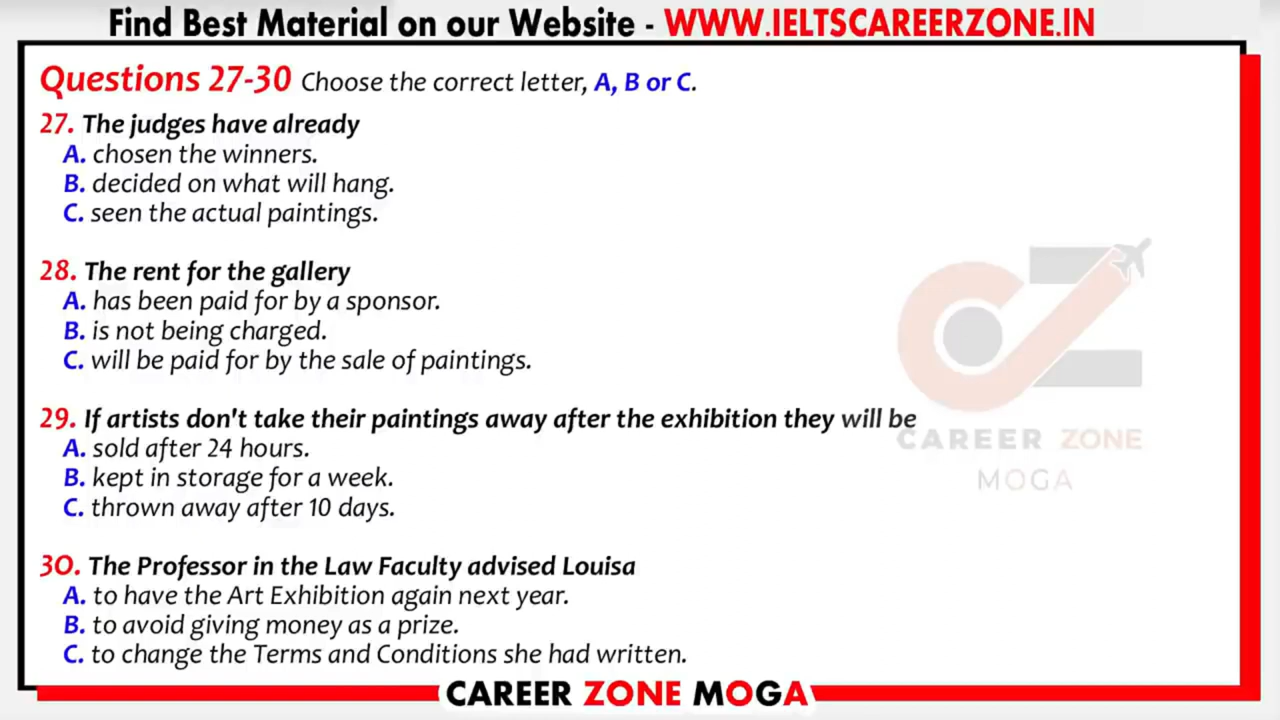 Find Best Material on our Website - WWW.IELTSCAREERZONE.IN
Questions 27-30 Choose the correct letter, A, B or C.
27. The judges have already
A. chosen the winners.
B. decided on what will hang.
C. seen the actual paintings.
28. The rent for the gallery
A. has been paid for by a sponsor.
B. is not being charged.
C. will be paid for by the sale of paintings.
29. If artists don't take their paintings away after the exhibition they will be
A. sold after 24 hours.
B. kept in storage for a week.
C. thrown away after 10 days.
CAREER ZONE
MOGA
30. The Professor in the Law Faculty advised Louisa
A. to have the Art Exhibition again next year.
B. to avoid giving money as a prize.
C. to change the Terms and Conditions she had written.
CAREER ZONE MOGA